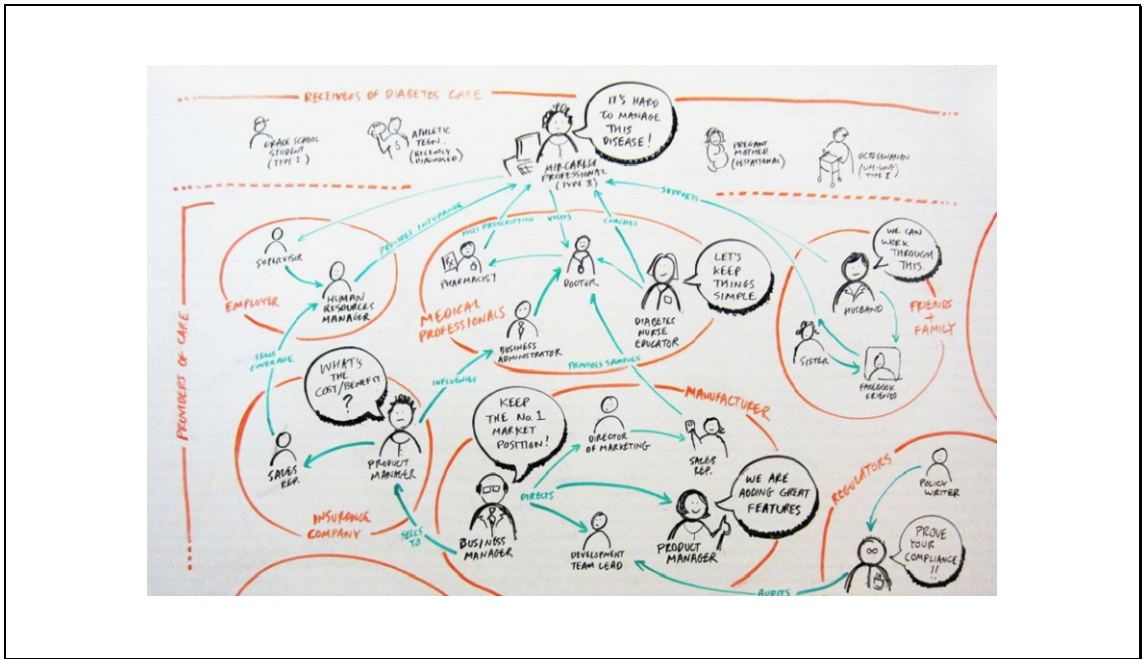 RECEIVERS OF DIABETES CARE
IT'S HARD
TO MANAGE
THIS
DISEASE!
GRADE SCHOOL
STUDENT
(TYPE I)
ATHLETIC
TEEN
(RECENTLY
DIAGNOSED)
MID-CAREER
PROFESSIONAL
(TYPE II)
PREGANT
MOTHER
(GESTATIONAL)
OCTOGENARIAN
TYPE I)
PROVIDERS OF CARE
SUPERVISOR
HUMAN
RESOURCES
MANAGER
EMPLOYER
PROVIDES INSURANCE
FILLS PRESCRIPTION
VISITS
COACHES
SUPPORTS
PHARMACIST
DOCTOR
LET'S
KEEP
THINGS
SIMPLE
DIABETES
NURSE
EDUCATOR
MEDICAL
PROFESSIONALS
BUSINESS
ADMINISTRATOR
WE CAN
WORK
THROUGH
THIS
HUSBAND
FRIENDS
+
FAMILY
SISTER
FACEBOOK
FRIENDS
COVERAGE
WHAT'S
THE
COST/BENEFIT
?
INFLUENCES
PROVIDES SAMPLES
SALES
REP.
PRODUCT
MANAGER
INSURANCE
COMPANY
KEEP
THE No. 1
MARKET
POSITION!
MANUFACTURER
DIRECTOR
OF MARKETING
SALES
REP.
DIRECTS
WE ARE
ADDING GREAT
FEATURES
SELLS
TO
BUSINESS
MANAGER
DEVELOPMENT
TEAM LEAD
PRODUCT
MANAGER
REGULATORS
POLICY
WRITER
PROVE
YOUR
COMPLIANCE
!!
AUDITS